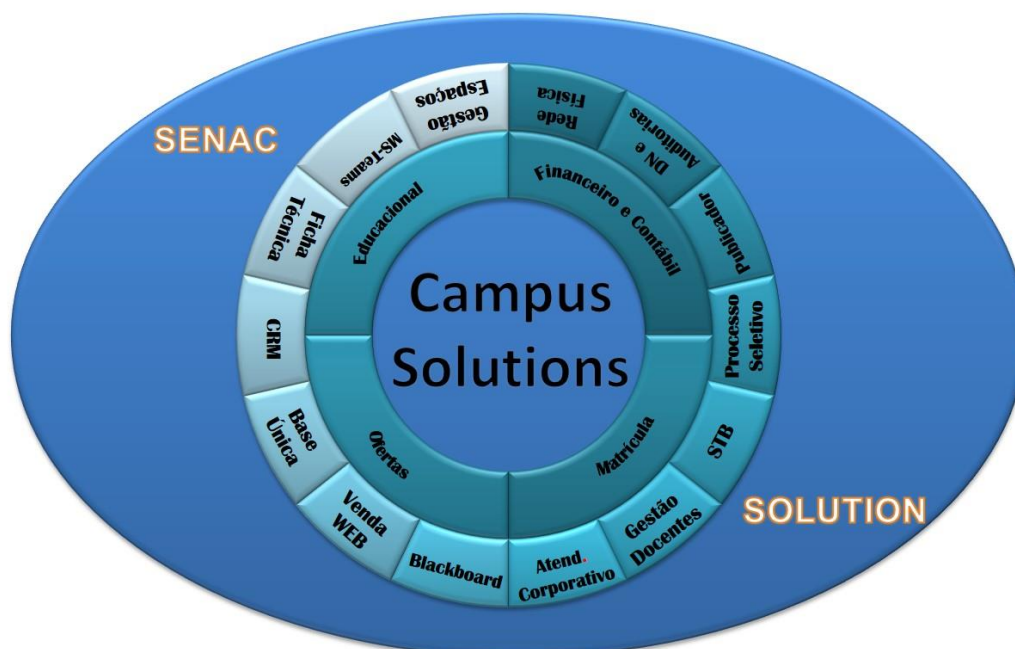 SENAC
SOLUTION
Campus
Solutions
Financeiro e Contábil
Matrícula
Ofertas
Educacional
Rede
Física
DN e
Auditorias
Publicador
Processo
Seletivo
STB
Gestão
Docentes
Atend.
Corporativo
Blackboard
Venda
WEB
Base
Única
CRM
Ficha
Técnica
MS-Teams
Gestão
Espaços